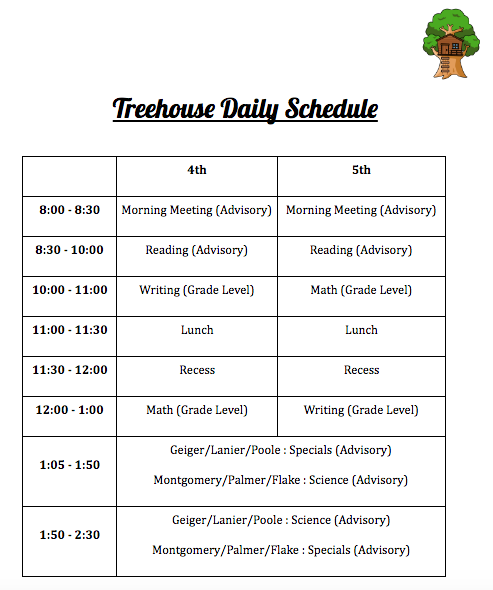 Treehouse Daily Schedule
4th 5th
8:00 - 8:30 Morning Meeting (Advisory) Morning Meeting (Advisory)
8:30 - 10:00 Reading (Advisory) Reading (Advisory)
10:00 - 11:00 Writing (Grade Level) Math (Grade Level)
11:00 - 11:30 Lunch Lunch
11:30 - 12:00 Recess Recess
12:00 - 1:00 Math (Grade Level) Writing (Grade Level)
1:05 - 1:50
Geiger/Lanier/Poole : Specials (Advisory)
Montgomery/Palmer/Flake : Science (Advisory)
1:50 - 2:30
Geiger/Lanier/Poole : Science (Advisory)
Montgomery/Palmer/Flake : Specials (Advisory)